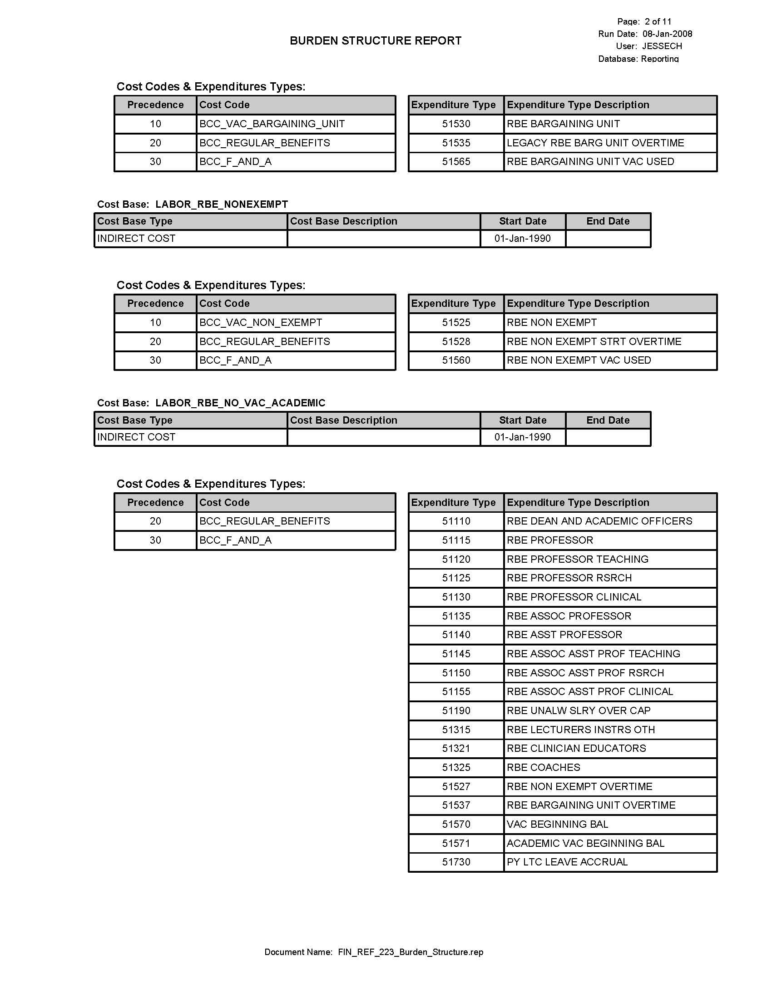 Page: 2 of 11
BURDEN STRUCTURE REPORT
Run Date: 08-Jan-2008
User: JESSECH
Database: Reporting
Cost Codes & Expenditures Types:
Precedence Cost Code Expenditure Type Expenditure Type Description
10 BCC_VAC_BARGAINING_UNIT 51530 RBE BARGAINING UNIT
20 BCC_REGULAR_BENEFITS 51535 LEGACY RBE BARG UNIT OVERTIME
30 BCC_F_AND_A 51565 RBE BARGAINING UNIT VAC USED
Cost Base: LABOR_RBE_NONEXEMPT
Cost Base Type Cost Base Description Start Date End Date
INDIRECT COST 01-Jan-1990
Cost Codes & Expenditures Types:
Precedence Cost Code Expenditure Type Expenditure Type Description
10 BCC_VAC_NON_EXEMPT 51525 RBE NON EXEMPT
20 BCC_REGULAR_BENEFITS 51528 RBE NON EXEMPT STRT OVERTIME
30 BCC_F_AND_A 51560 RBE NON EXEMPT VAC USED
Cost Base: LABOR_RBE_NO_VAC_ACADEMIC
Cost Base Type Cost Base Description Start Date End Date
INDIRECT COST 01-Jan-1990
Cost Codes & Expenditures Types:
Precedence Cost Code Expenditure Type Expenditure Type Description
20 BCC_REGULAR_BENEFITS 51110 RBE DEAN AND ACADEMIC OFFICERS
30 BCC_F_AND_A 51115 RBE PROFESSOR
51120 RBE PROFESSOR TEACHING
51125 RBE PROFESSOR RSRCH
51130 RBE PROFESSOR CLINICAL
51135 RBE ASSOC PROFESSOR
51140 RBE ASST PROFESSOR
51145 RBE ASSOC ASST PROF TEACHING
51150 RBE ASSOC ASST PROF RSRCH
51155 RBE ASSOC ASST PROF CLINICAL
51190 RBE UNALW SLRY OVER CAP
51315 RBE LECTURERS INSTRS OTH
51321 RBE CLINICIAN EDUCATORS
51325 RBE COACHES
51527 RBE NON EXEMPT OVERTIME
51537 RBE BARGAINING UNIT OVERTIME
51570 VAC BEGINNING BAL
51571 ACADEMIC VAC BEGINNING BAL
51730 PY LTC LEAVE ACCRUAL
Document Name: FIN_REF_223_Burden_Structure.rep